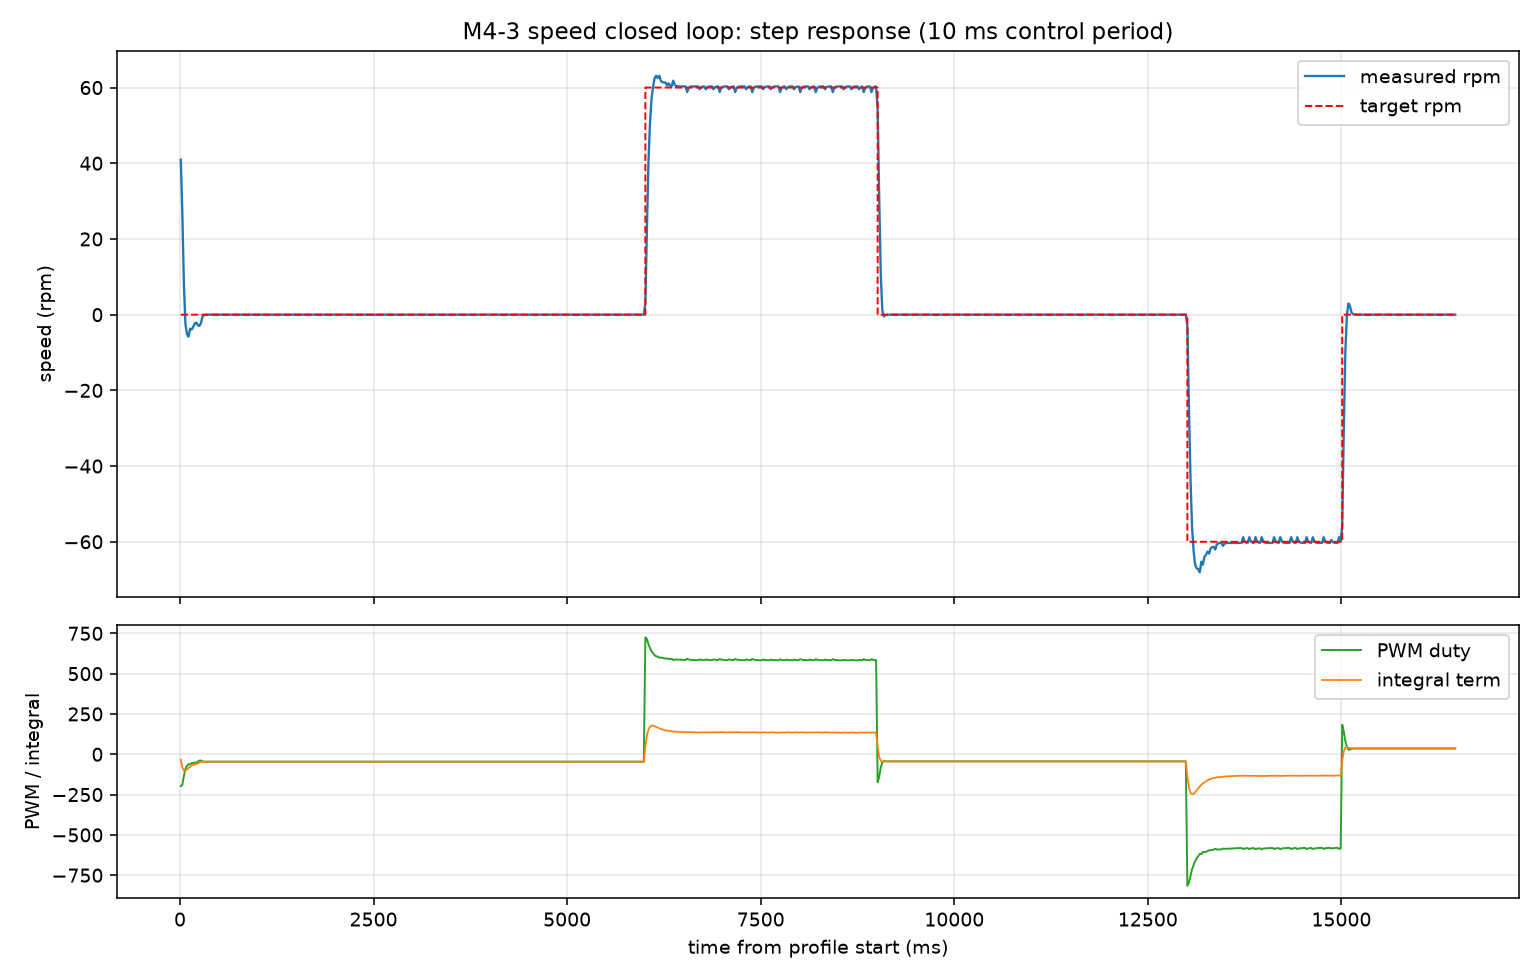 M4-3 speed closed loop: step response (10 ms control period)
measured rpm
target rpm
speed (rpm)
60
40
20
0
−20
−40
−60
PWM duty
integral term
PWM / integral
750
500
250
0
−250
−500
−750
0 2500 5000 7500 10000 12500 15000
time from profile start (ms)